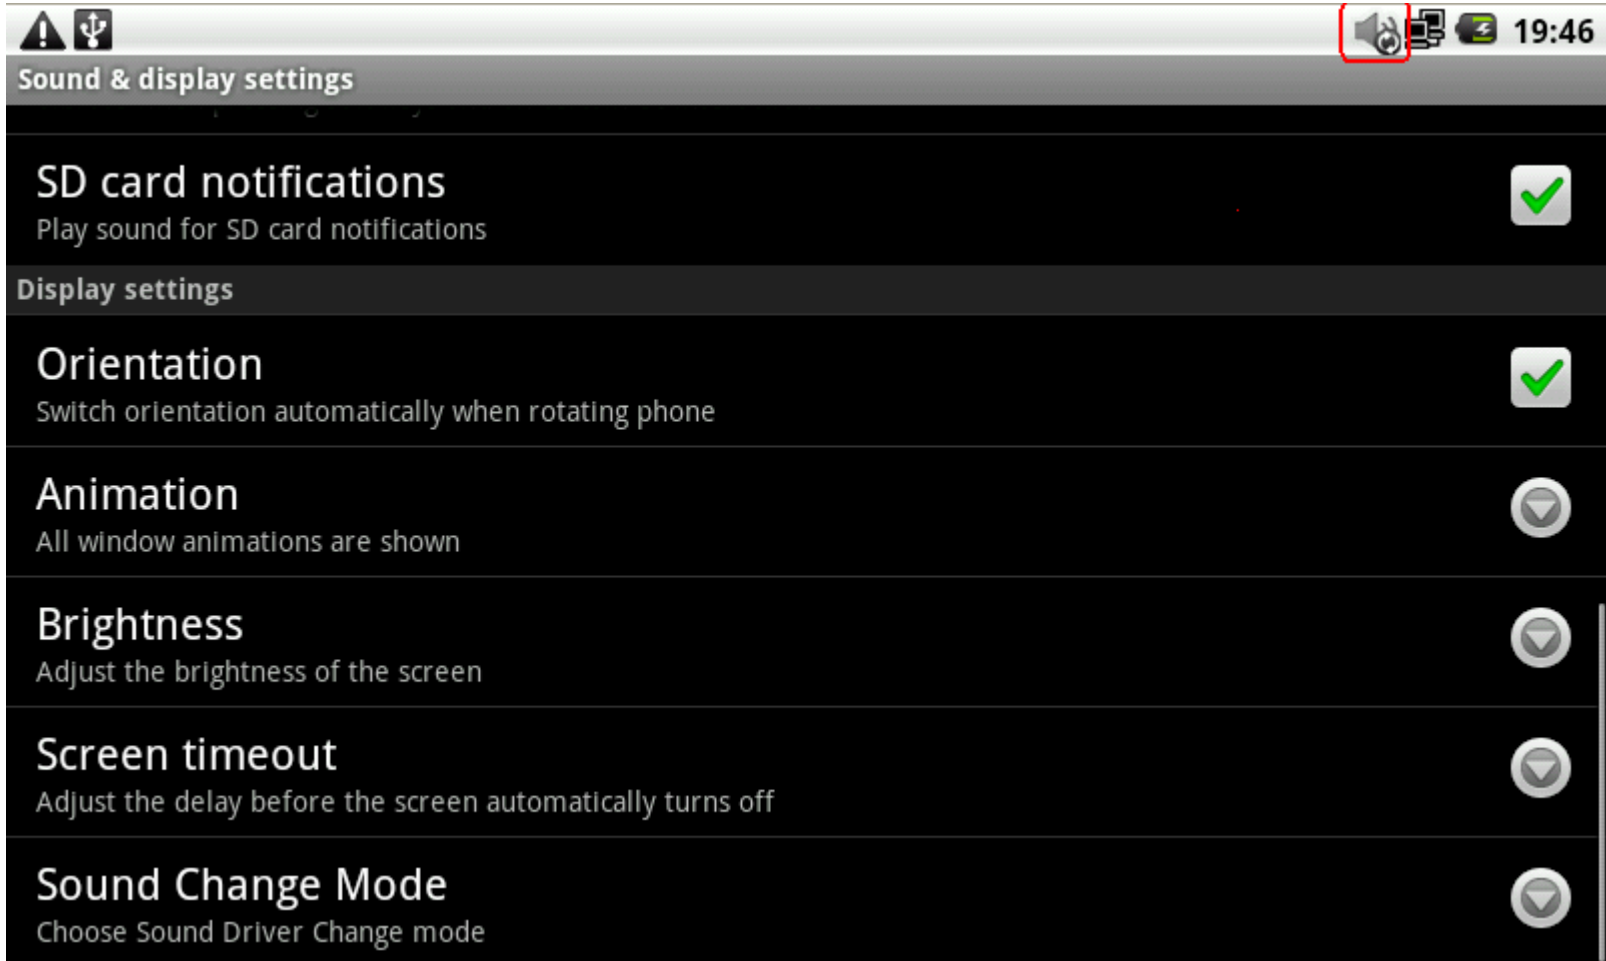 19:46
Sound & display settings
SD card notifications
Play sound for SD card notifications
Display settings
Orientation
Switch orientation automatically when rotating phone
Animation
All window animations are shown
Brightness
Adjust the brightness of the screen
Screen timeout
Adjust the delay before the screen automatically turns off
Sound Change Mode
Choose Sound Driver Change mode